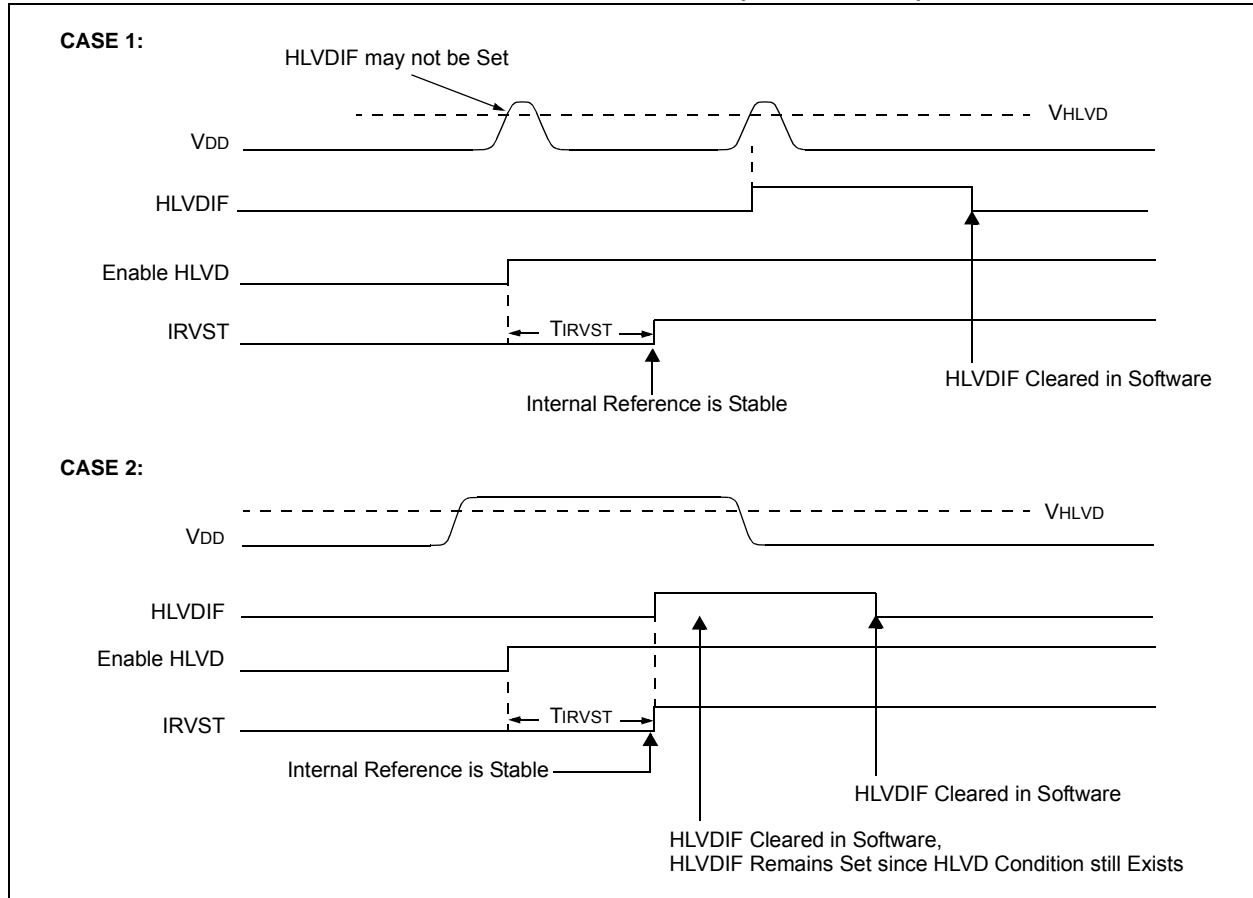 CASE 1:
HLVDIF may not be Set
VHLVD
VDD
HLVDIF
Enable HLVD
TIRVST
IRVST
HLVDIF Cleared in Software
Internal Reference is Stable
CASE 2:
VHLVD
VDD
HLVDIF
Enable HLVD
TIRVST
IRVST
Internal Reference is Stable
HLVDIF Cleared in Software
HLVDIF Cleared in Software,
HLVDIF Remains Set since HLVD Condition still Exists